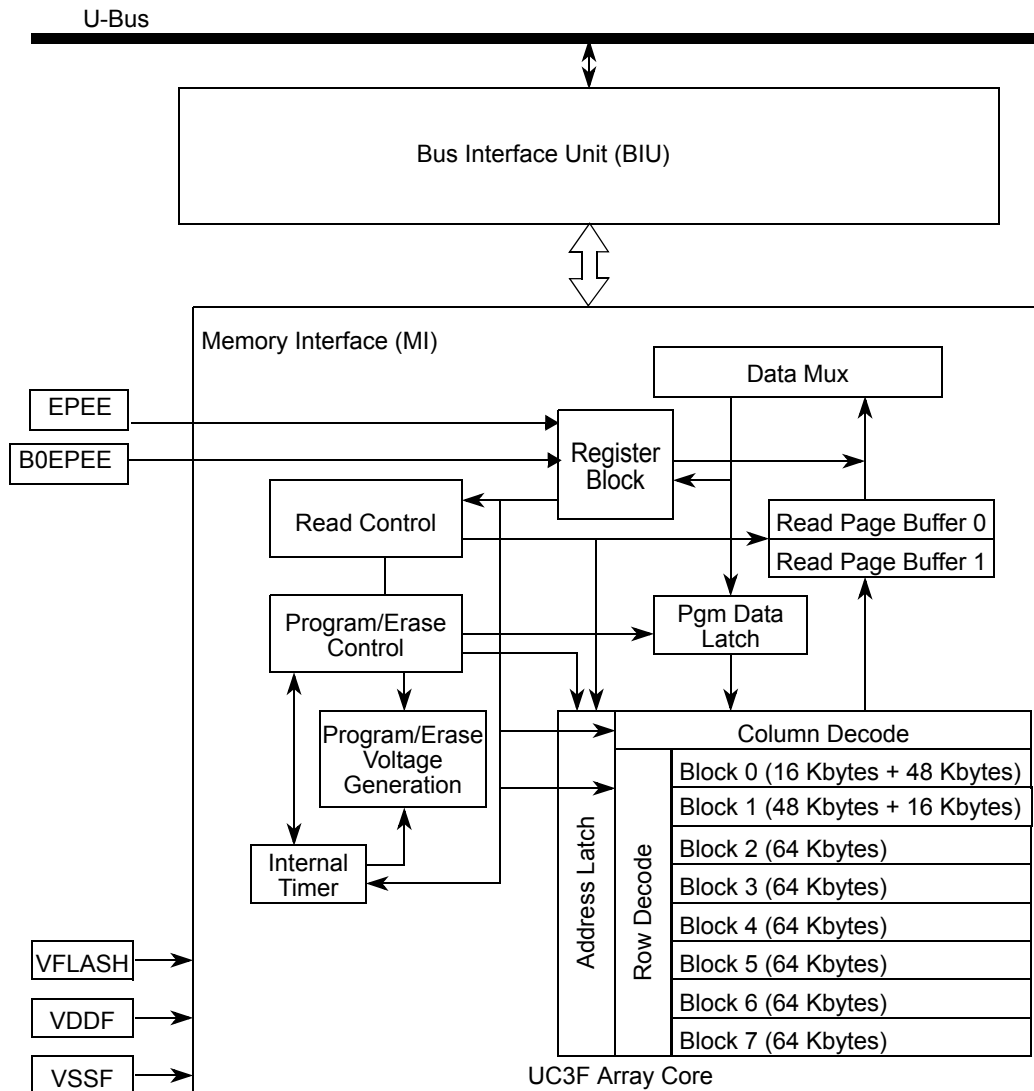 U-Bus
Bus Interface Unit (BIU)
Memory Interface (MI)
Data Mux
EPEE
B0EPEE
Register
Block
Read Control
Read Page Buffer 0
Read Page Buffer 1
Program/Erase
Control
Pgm Data
Latch
Program/Erase
Voltage
Generation
Internal
Timer
Address Latch
Row Decode
Column Decode
Block 0 (16 Kbytes + 48 Kbytes)
Block 1 (48 Kbytes + 16 Kbytes)
Block 2 (64 Kbytes)
Block 3 (64 Kbytes)
Block 4 (64 Kbytes)
Block 5 (64 Kbytes)
Block 6 (64 Kbytes)
Block 7 (64 Kbytes)
VFLASH
VDDF
VSSF
UC3F Array Core